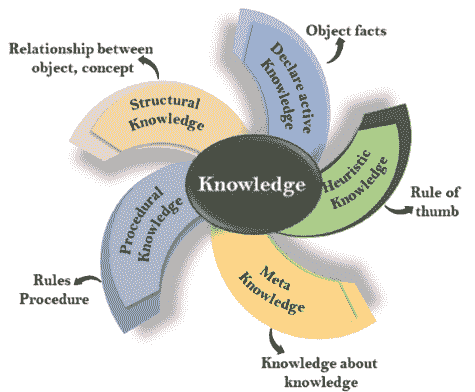 Object facts
Relationship between
object, concept
Declare active
Knowledge
Structural
Knowledge
Knowledge
Heuristic
Knowledge
Procedural
Knowledge
Rule of
thumb
Meta
Knowledge
Rules
Procedure
Knowledge about
knowledge